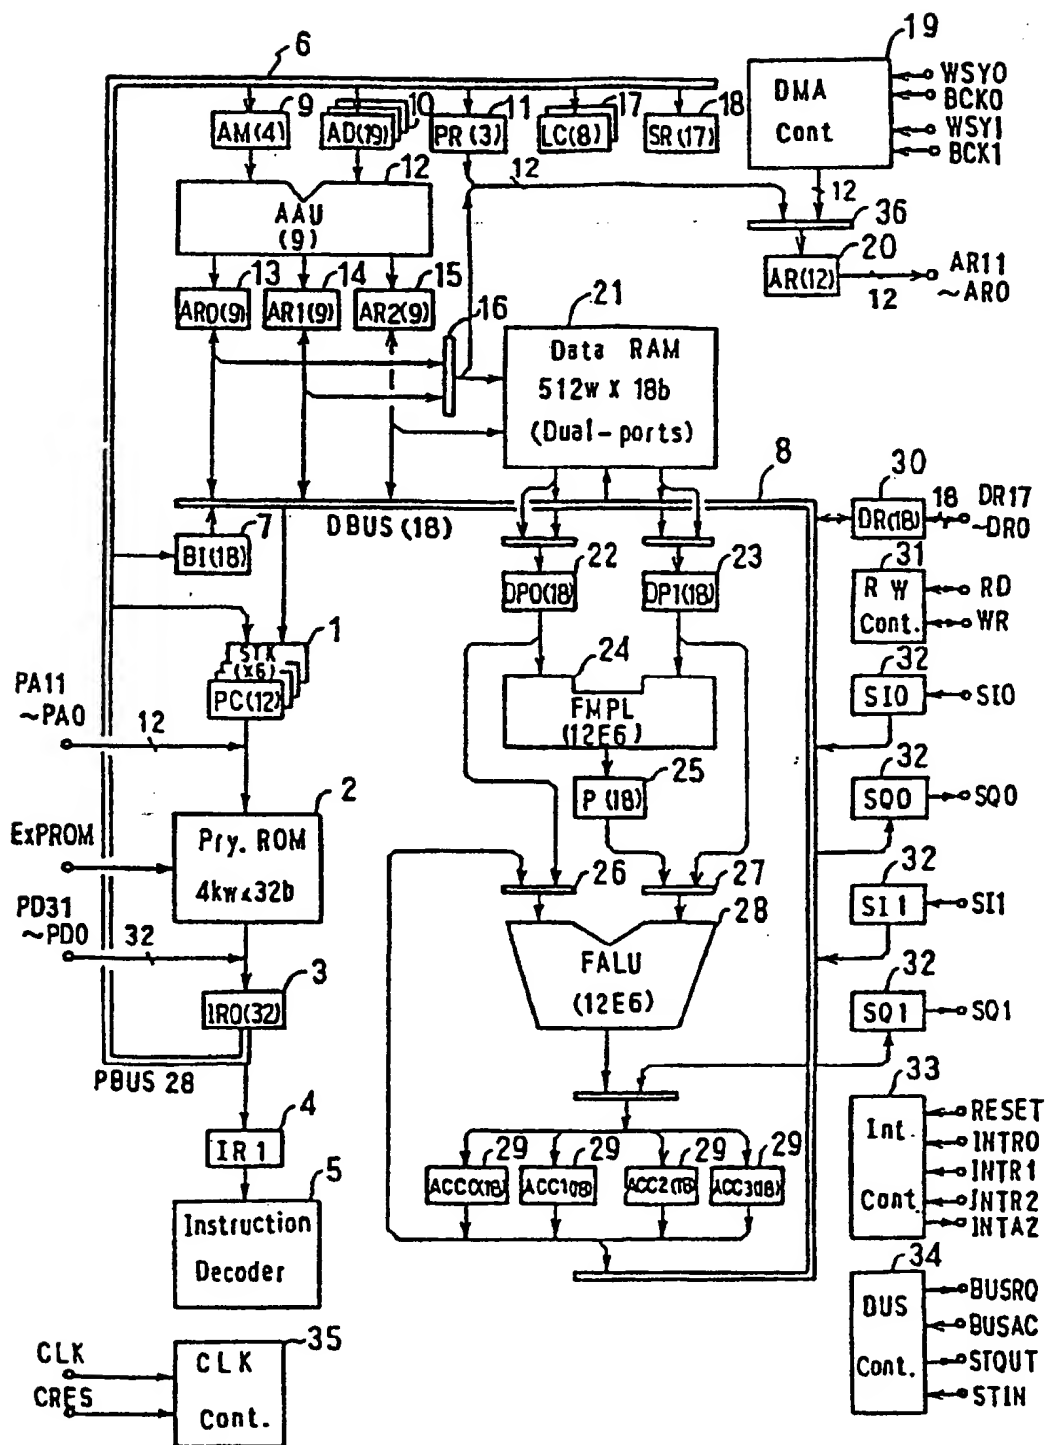 6
19
DMA
Cont
WSY0
BCK0
WSY1
BCK1
9
10
11
17
18
AM(4)
AD(19)
PR(3)
LC(8)
SR(17)
12
12
12
36
AAU
(9)
20
AR(12)
12
AR11
~AR0
13
14
15
AR0(9)
AR1(9)
AR2(9)
16
21
Data RAM
512w X 18b
(Dual-ports)
8
DBUS(18)
7
BI(18)
30
DR(18)
18
DR17
~DR0
22
23
DP0(18)
DP1(18)
31
R W
Cont.
RD
WR
1
STK
(x6)
PC(12)
PA11
~PA0
12
24
FMPL
(12E6)
32
SI0
SI0
25
P(18)
32
SQ0
SQ0
2
Pry. ROM
4kwx32b
ExPROM
26
27
32
SI1
SI1
PD31
~PD0
32
28
FALU
(12E6)
3
IR0(32)
32
SQ1
SQ1
PBUS 28
4
IR1
33
Int.
Cont.
RESET
INTR0
INTR1
INTR2
INTA2
29
29
29
29
ACC0(18)
ACC1(18)
ACC2(18)
ACC3(18)
5
Instruction
Decoder
34
BUS
Cont.
BUSRQ
BUSAC
STOUT
STIN
35
CLK
Cont.
CLK
CRES